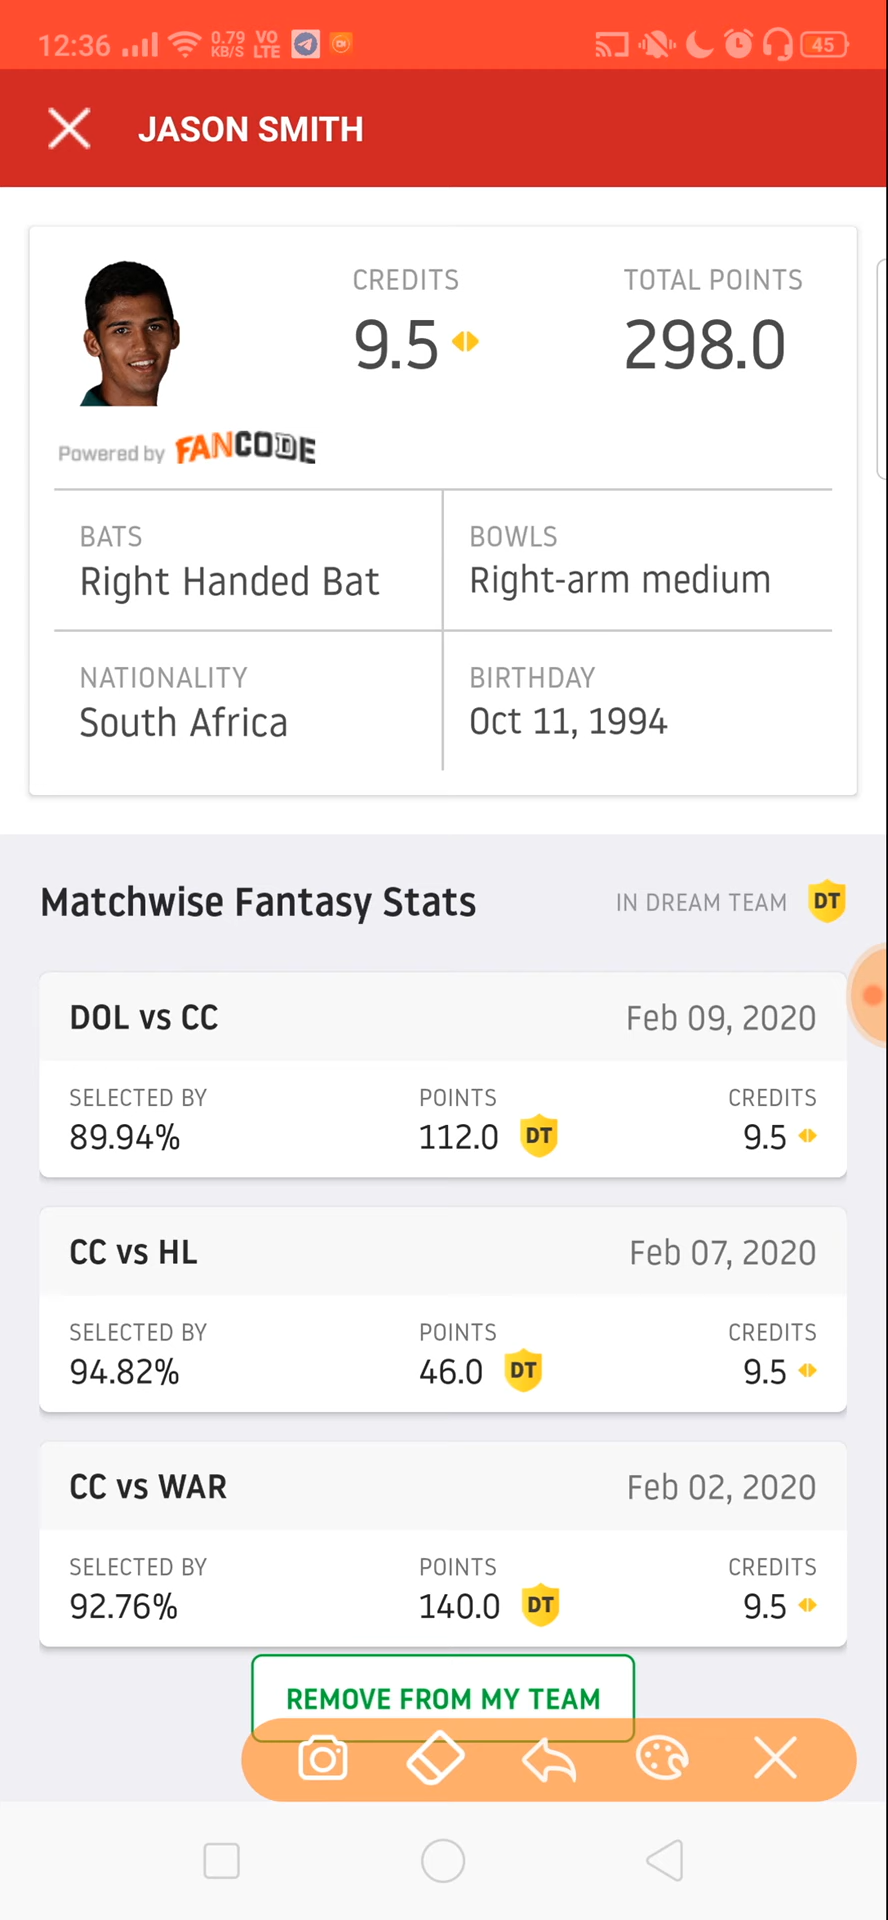 12:36 0.79 KB/S VO LTE 45
JASON SMITH
CREDITS TOTAL POINTS
9.5 298.0
Powered by FANCODE
BATS BOWLS
Right Handed Bat Right-arm medium
NATIONALITY BIRTHDAY
South Africa Oct 11, 1994
Matchwise Fantasy Stats IN DREAM TEAM DT
DOL vs CC Feb 09, 2020
SELECTED BY POINTS CREDITS
89.94% 112.0 DT 9.5
CC vs HL Feb 07, 2020
SELECTED BY POINTS CREDITS
94.82% 46.0 DT 9.5
CC vs WAR Feb 02, 2020
SELECTED BY POINTS CREDITS
92.76% 140.0 DT 9.5
REMOVE FROM MY TEAM